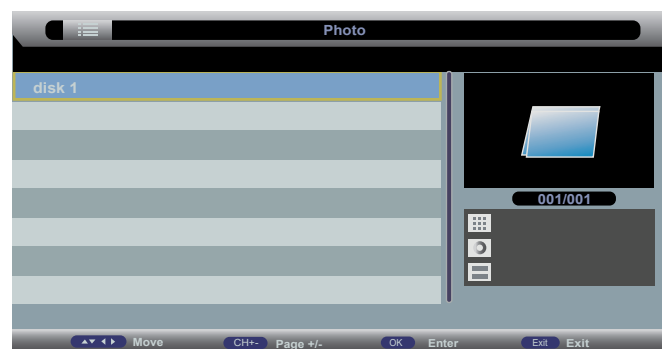 Photo
disk 1
001/001
▲▼ ◀ ▶ Move CH+- Page +/- OK Enter Exit Exit